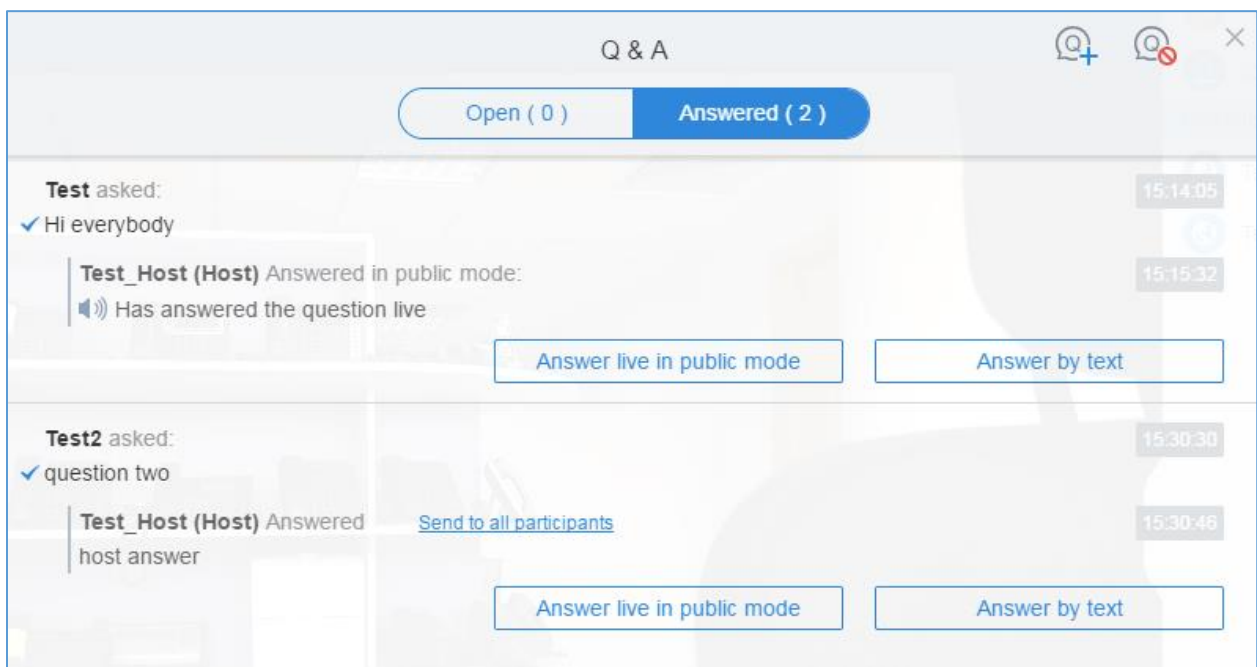 Q & A
Open ( 0 ) Answered ( 2 )
Test asked: 15:14:05
Hi everybody
Test_Host (Host) Answered in public mode: 15:15:32
Has answered the question live
Answer live in public mode Answer by text
Test2 asked: 15:30:30
question two
Test_Host (Host) Answered Send to all participants 15:30:46
host answer
Answer live in public mode Answer by text